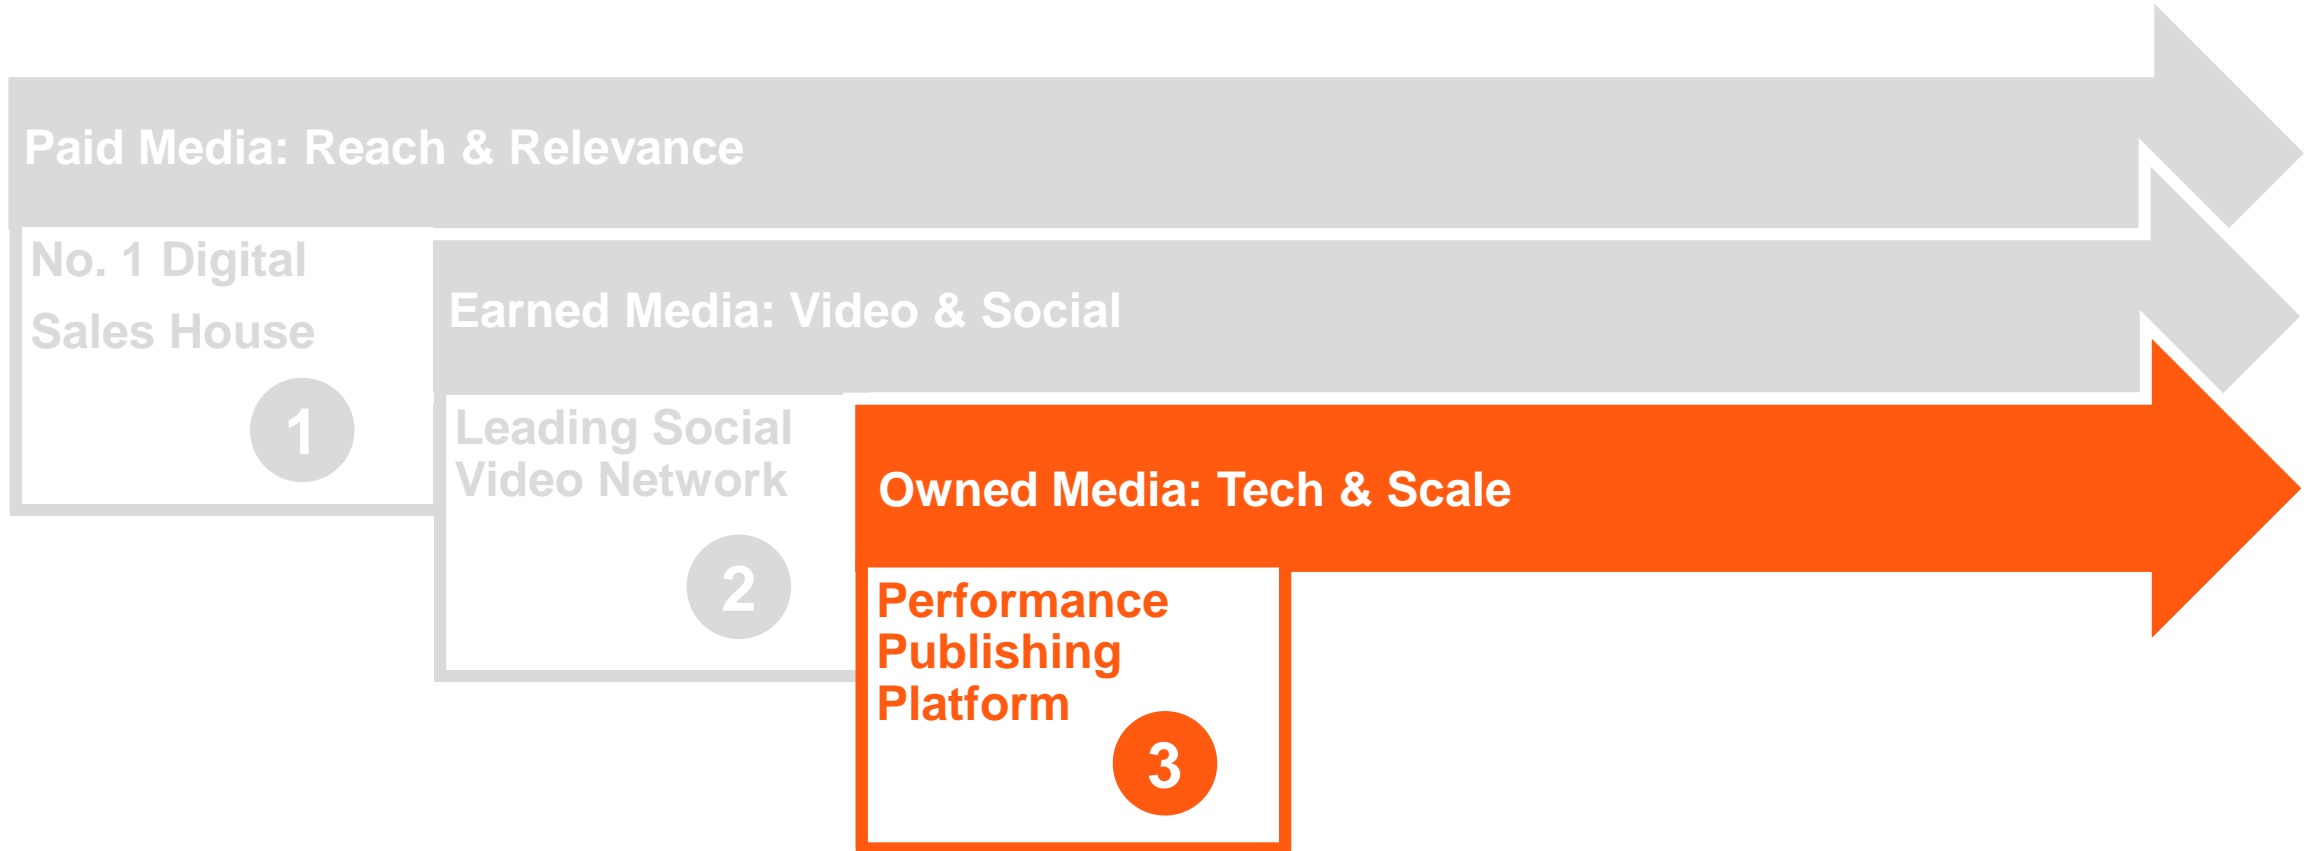 Paid Media: Reach & Relevance
No. 1 Digital
Sales House
1
Earned Media: Video & Social
Leading Social
Video Network
2
Owned Media: Tech & Scale
Performance
Publishing
Platform
3